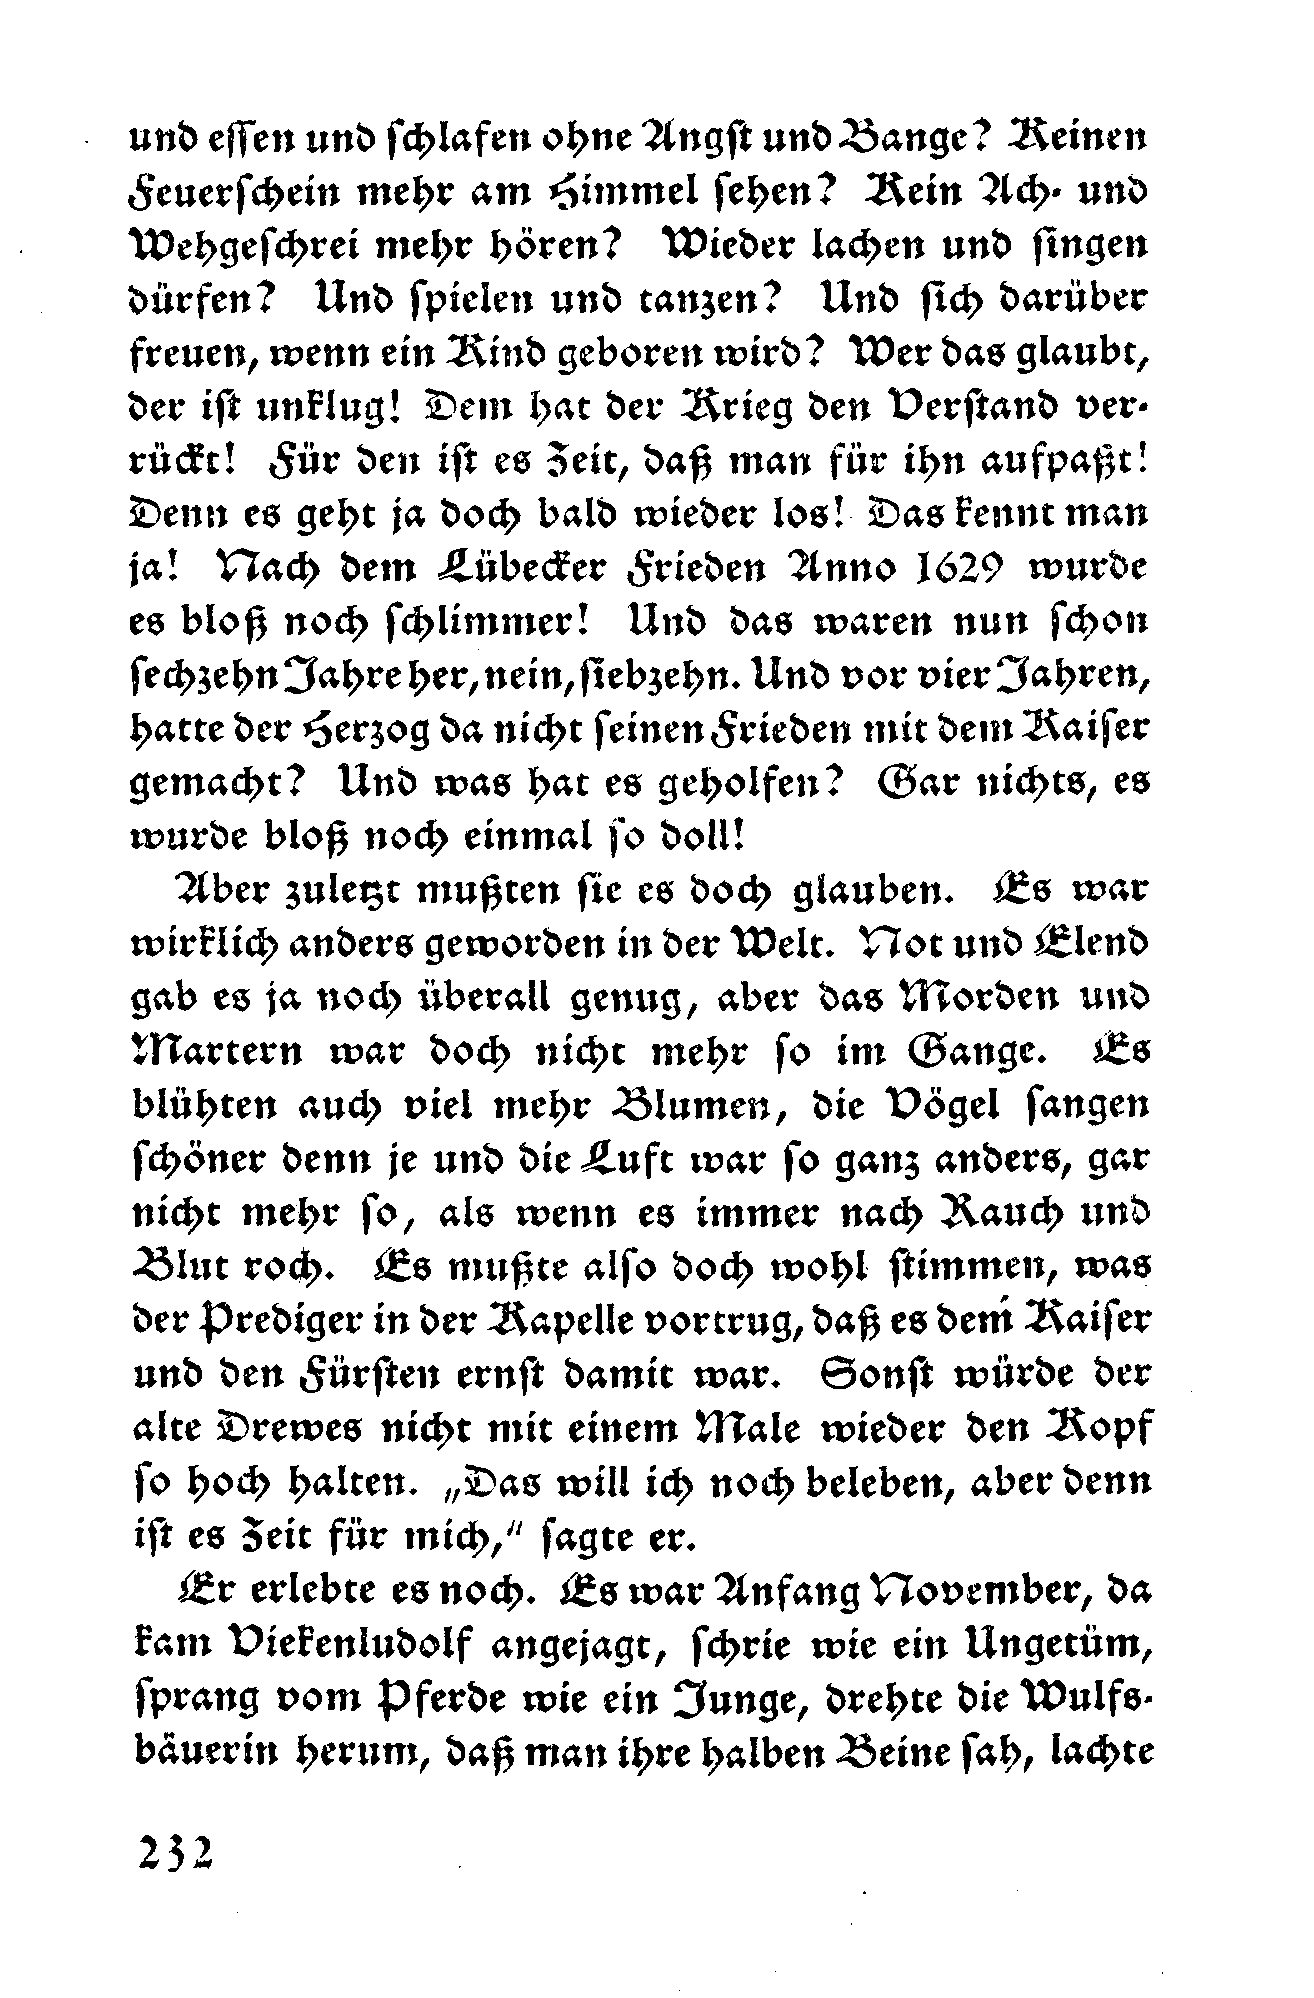 und essen und schlafen ohne Angst und Bange? Keinen
Feuerschein mehr am Himmel sehen? Kein Ach- und
Wehgeschrei mehr hören? Wieder lachen und singen
dürfen? Und spielen und tanzen? Und sich darüber
freuen, wenn ein Kind geboren wird? Wer das glaubt,
der ist unklug! Dem hat der Krieg den Verstand ver-
rückt! Für den ist es Zeit, daß man für ihn aufpaßt!
Denn es geht ja doch bald wieder los! Das kennt man
ja! Nach dem Lübecker Frieden Anno 1629 wurde
es bloß noch schlimmer! Und das waren nun schon
sechzehn Jahre her, nein, siebzehn. Und vor vier Jahren,
hatte der Herzog da nicht seinen Frieden mit dem Kaiser
gemacht? Und was hat es geholfen? Gar nichts, es
wurde bloß noch einmal so doll!
Aber zuletzt mußten sie es doch glauben. Es war
wirklich anders geworden in der Welt. Not und Elend
gab es ja noch überall genug, aber das Morden und
Martern war doch nicht mehr so im Gange. Es
blühten auch viel mehr Blumen, die Vögel sangen
schöner denn je und die Luft war so ganz anders, gar
nicht mehr so, als wenn es immer nach Rauch und
Blut roch. Es mußte also doch wohl stimmen, was
der Prediger in der Kapelle vortrug, daß es dem Kaiser
und den Fürsten ernst damit war. Sonst würde der
alte Drewes nicht mit einem Male wieder den Kopf
so hoch halten. „Das will ich noch beleben, aber denn
ist es Zeit für mich,“ sagte er.
Er erlebte es noch. Es war Anfang November, da
kam Viekenludolf angejagt, schrie wie ein Ungetüm,
sprang vom Pferde wie ein Junge, drehte die Wulfs-
bäuerin herum, daß man ihre halben Beine sah, lachte
232